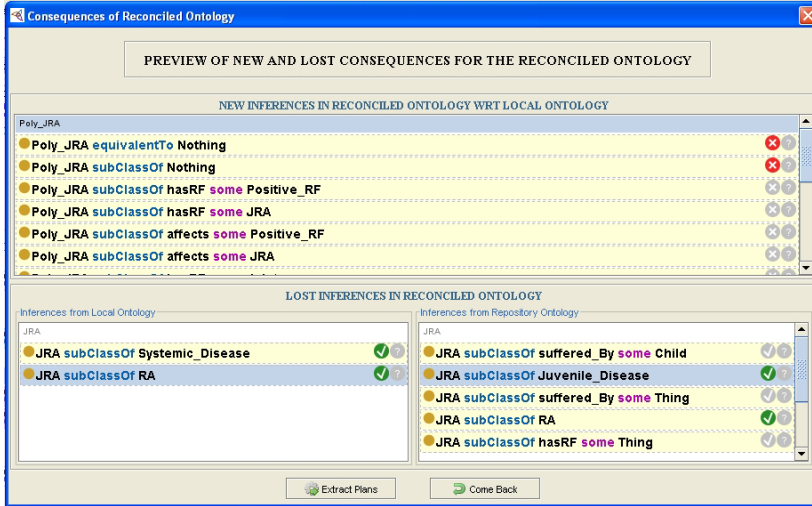 Consequences of Reconciled Ontology
PREVIEW OF NEW AND LOST CONSEQUENCES FOR THE RECONCILED ONTOLOGY
NEW INFERENCES IN RECONCILED ONTOLOGY WRT LOCAL ONTOLOGY
Poly_JRA
Poly_JRA equivalentTo Nothing
Poly_JRA subClassOf Nothing
Poly_JRA subClassOf hasRF some Positive_RF
Poly_JRA subClassOf hasRF some JRA
Poly_JRA subClassOf affects some Positive_RF
Poly_JRA subClassOf affects some JRA
LOST INFERENCES IN RECONCILED ONTOLOGY
Inferences from Local Ontology
JRA
JRA subClassOf Systemic_Disease
JRA subClassOf RA
Inferences from Repository Ontology
JRA
JRA subClassOf suffered_By some Child
JRA subClassOf Juvenile_Disease
JRA subClassOf suffered_By some Thing
JRA subClassOf RA
JRA subClassOf hasRF some Thing
Extract Plans
Come Back